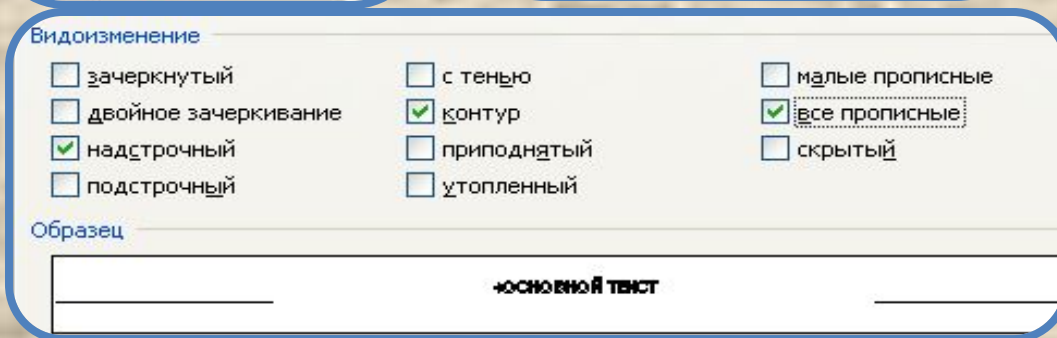 Видоизменение
зачеркнутый с тенью малые прописные
двойное зачеркивание контур все прописные
надстрочный приподнятый скрытый
подстрочный утопленный
Образец
+ОСНОВНОЙ ТЕКСТ